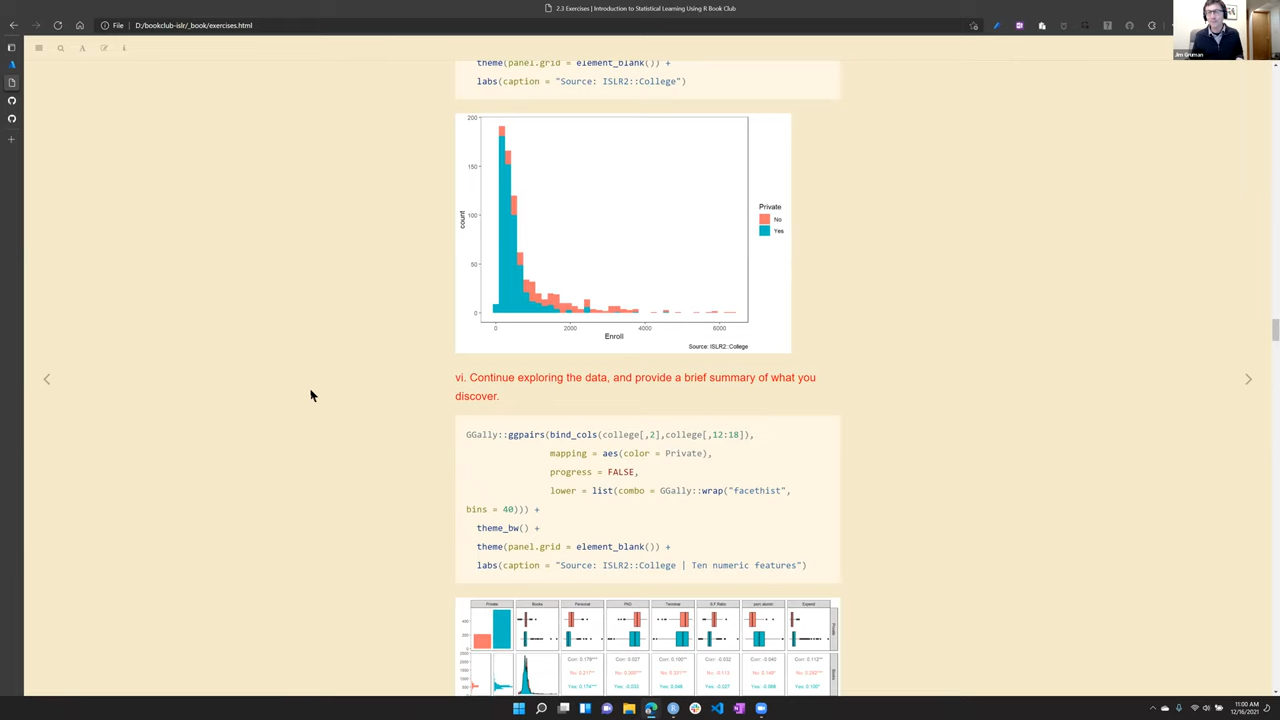 2.3 Exercises | Introduction to Statistical Learning Using R Book Club
File
D:/bookclub-islr/_book/exercises.html
Jim Gruman
theme(panel.grid = element_blank()) +
labs(caption = "Source: ISLR2::College")
200
150
100
50
0
count
0
2000
4000
6000
Enroll
Source: ISLR2::College
Private
No
Yes
vi. Continue exploring the data, and provide a brief summary of what you
discover.
GGally::ggpairs(bind_cols(college[,2],college[,12:18]),
mapping = aes(color = Private),
progress = FALSE,
lower = list(combo = GGally::wrap("facethist",
bins = 40))) +
theme_bw() +
theme(panel.grid = element_blank()) +
labs(caption = "Source: ISLR2::College | Ten numeric features")
Private
Books
Personal
PhD
Terminal
S.F.Ratio
perc.alumni
Expend
Private
Books
11:00 AM
12/16/2021